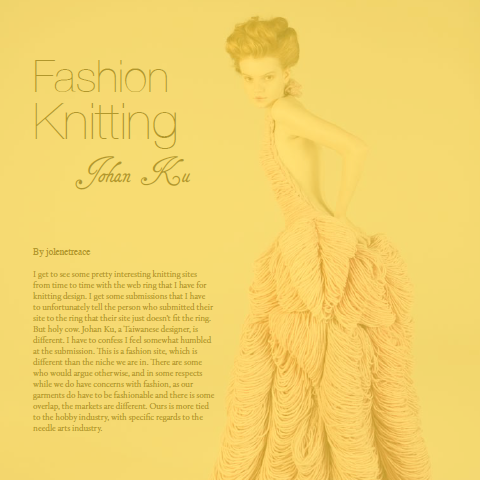 Fashion
Knitting
Johan Ku
By jolenetreace
I get to see some pretty interesting knitting sites
from time to time with the web ring that I have for
knitting design. I get some submissions that I have
to unfortunately tell the person who submitted their
site to the ring that their site just doesn't fit the ring.
But holy cow. Johan Ku, a Taiwanese designer, is
different. I have to confess I feel somewhat humbled
at the submission. This is a fashion site, which is
different than the niche we are in. There are some
who would argue otherwise, and in some respects
while we do have concerns with fashion, as our
garments do have to be fashionable and there is some
overlap, the markets are different. Ours is more tied
to the hobby industry, with specific regards to the
needle arts industry.